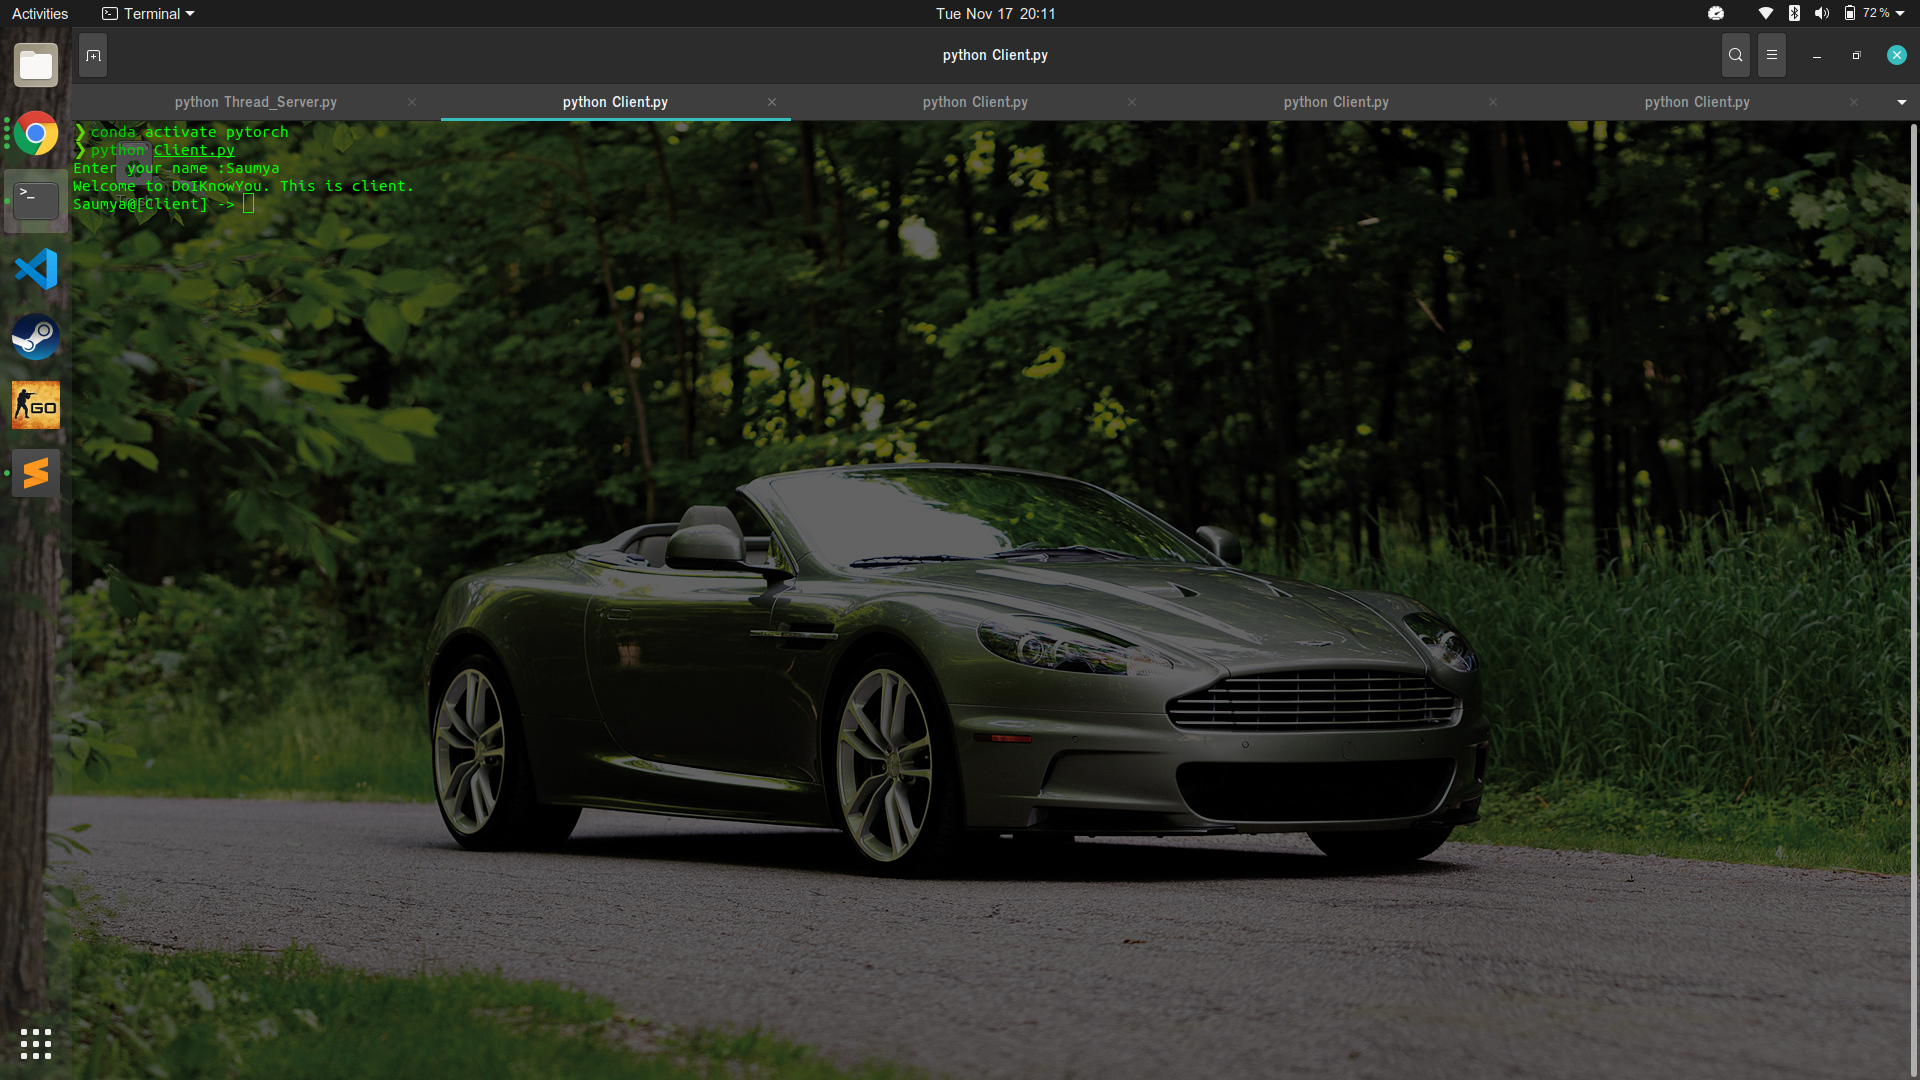 Activities
Terminal
Tue Nov 17 20:11
72 %
python Client.py
python Thread_Server.py
python Client.py
python Client.py
python Client.py
python Client.py
❯ conda activate pytorch
❯ python Client.py
Enter your name :Saumya
Welcome to DoIKnowYou. This is client.
Saumya@[Client] ->
GO